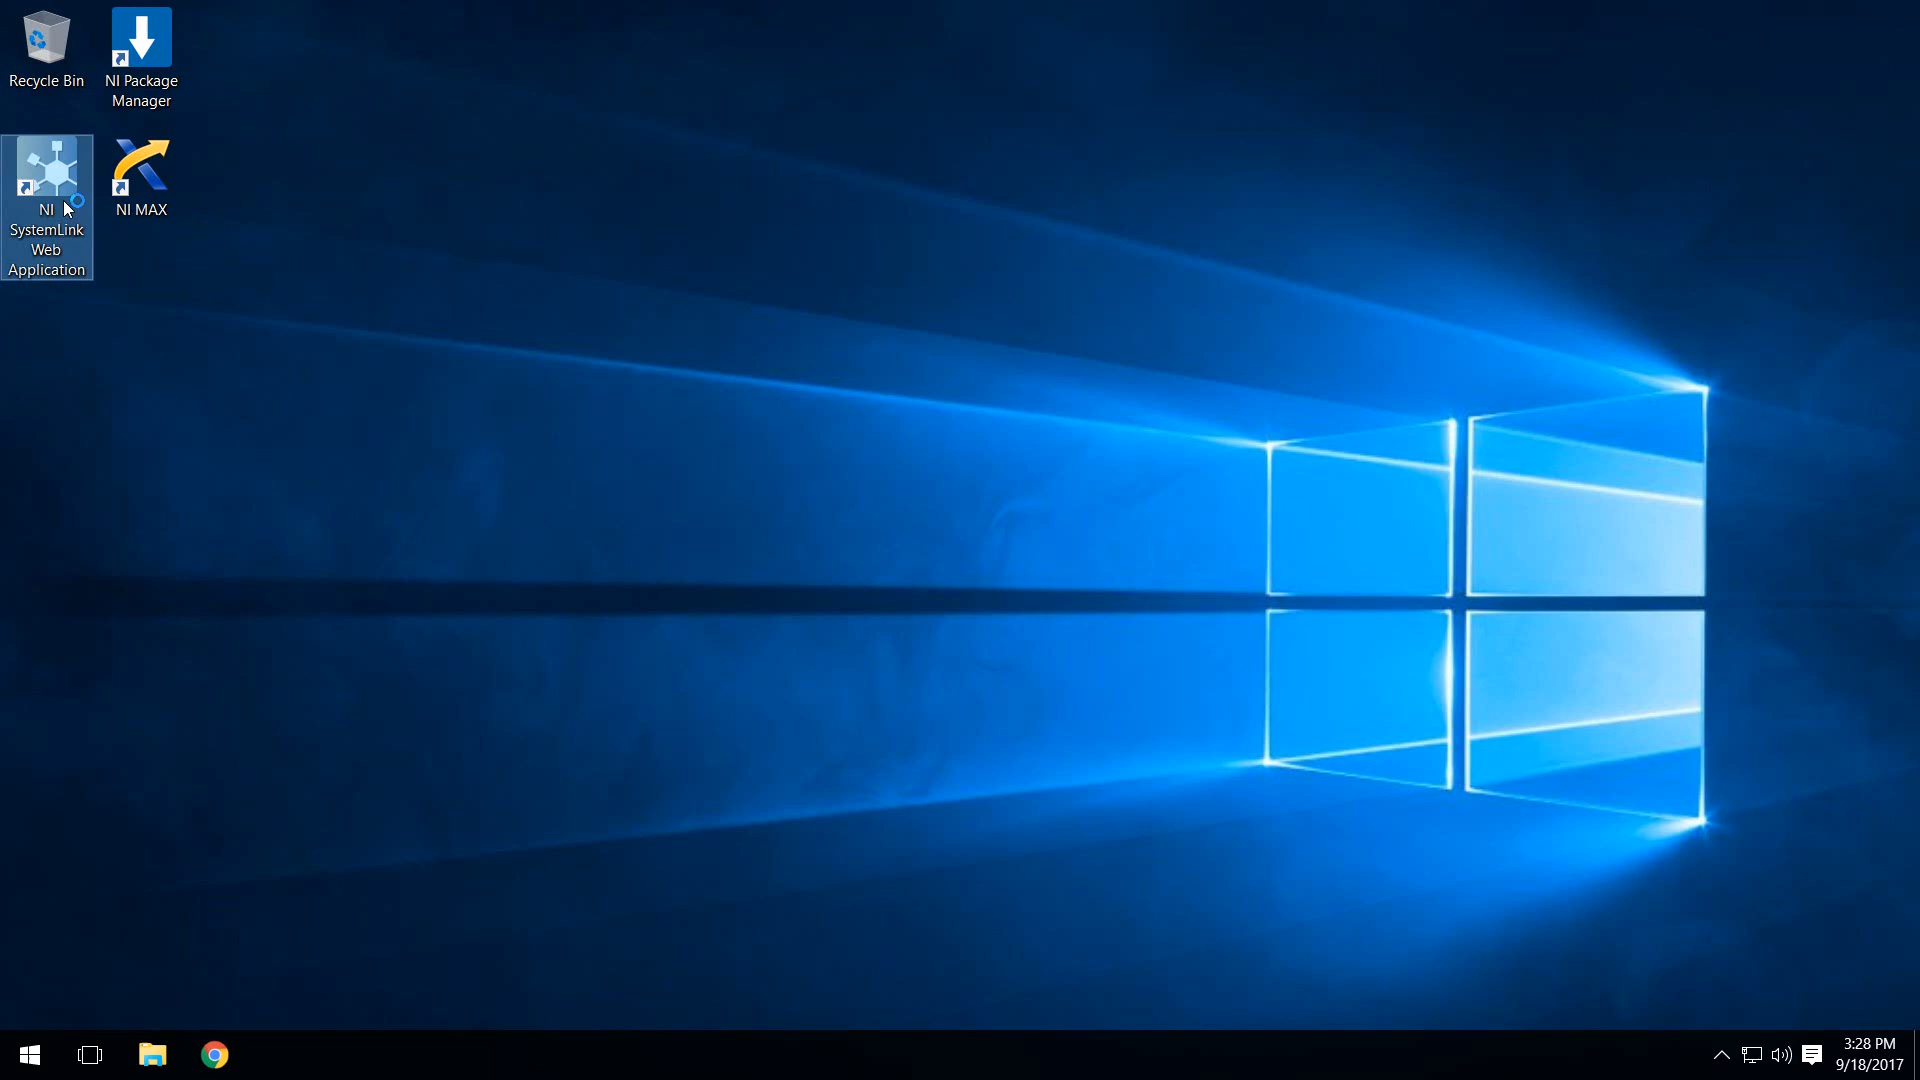 Recycle Bin
NI Package
Manager
NI
SystemLink
Web
Application
NI MAX
3:28 PM
9/18/2017